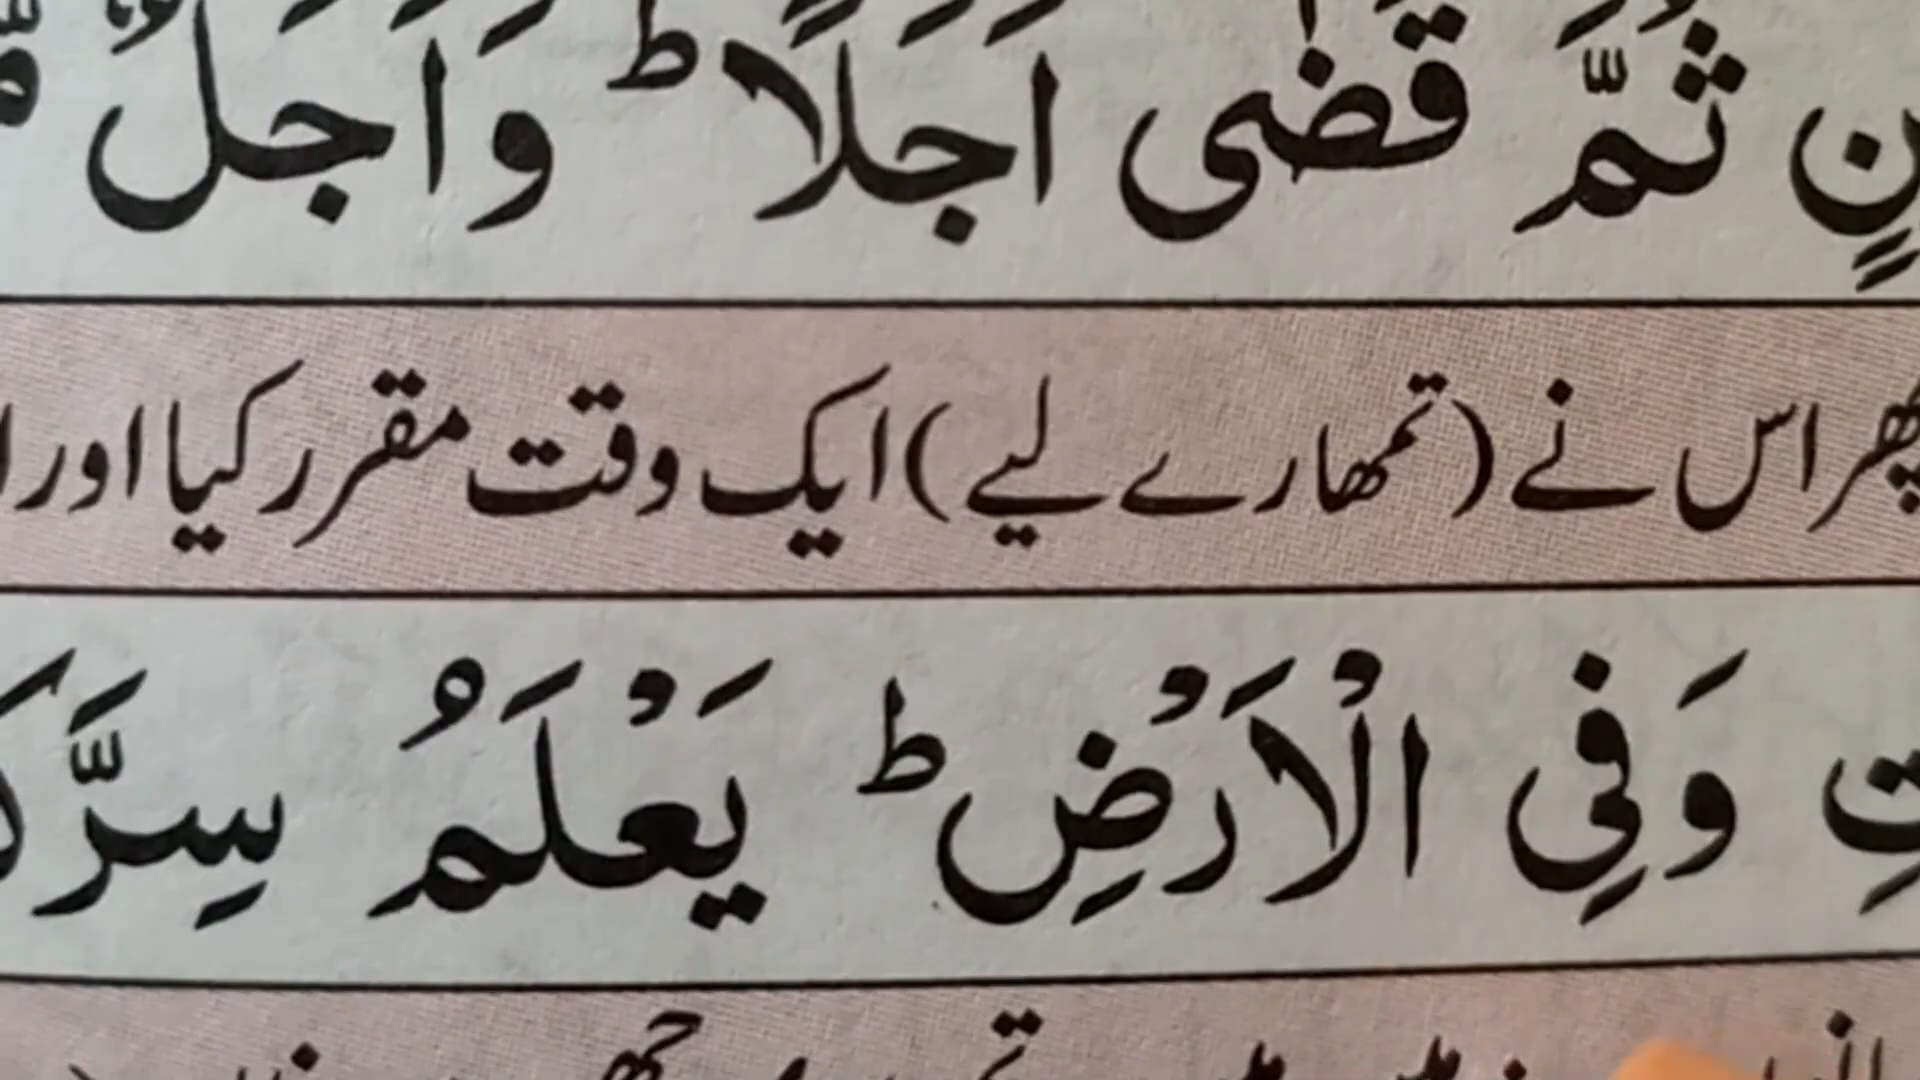 ثُمَّ قَضٰۤى اَجَلًا ؕ وَاَجَلٌ
پھر اس نے (تمھارے لیے) ایک وقت مقرر کیا اور
وَفِى الْاَرْضِ ؕ يَعْلَمُ سِرَّ